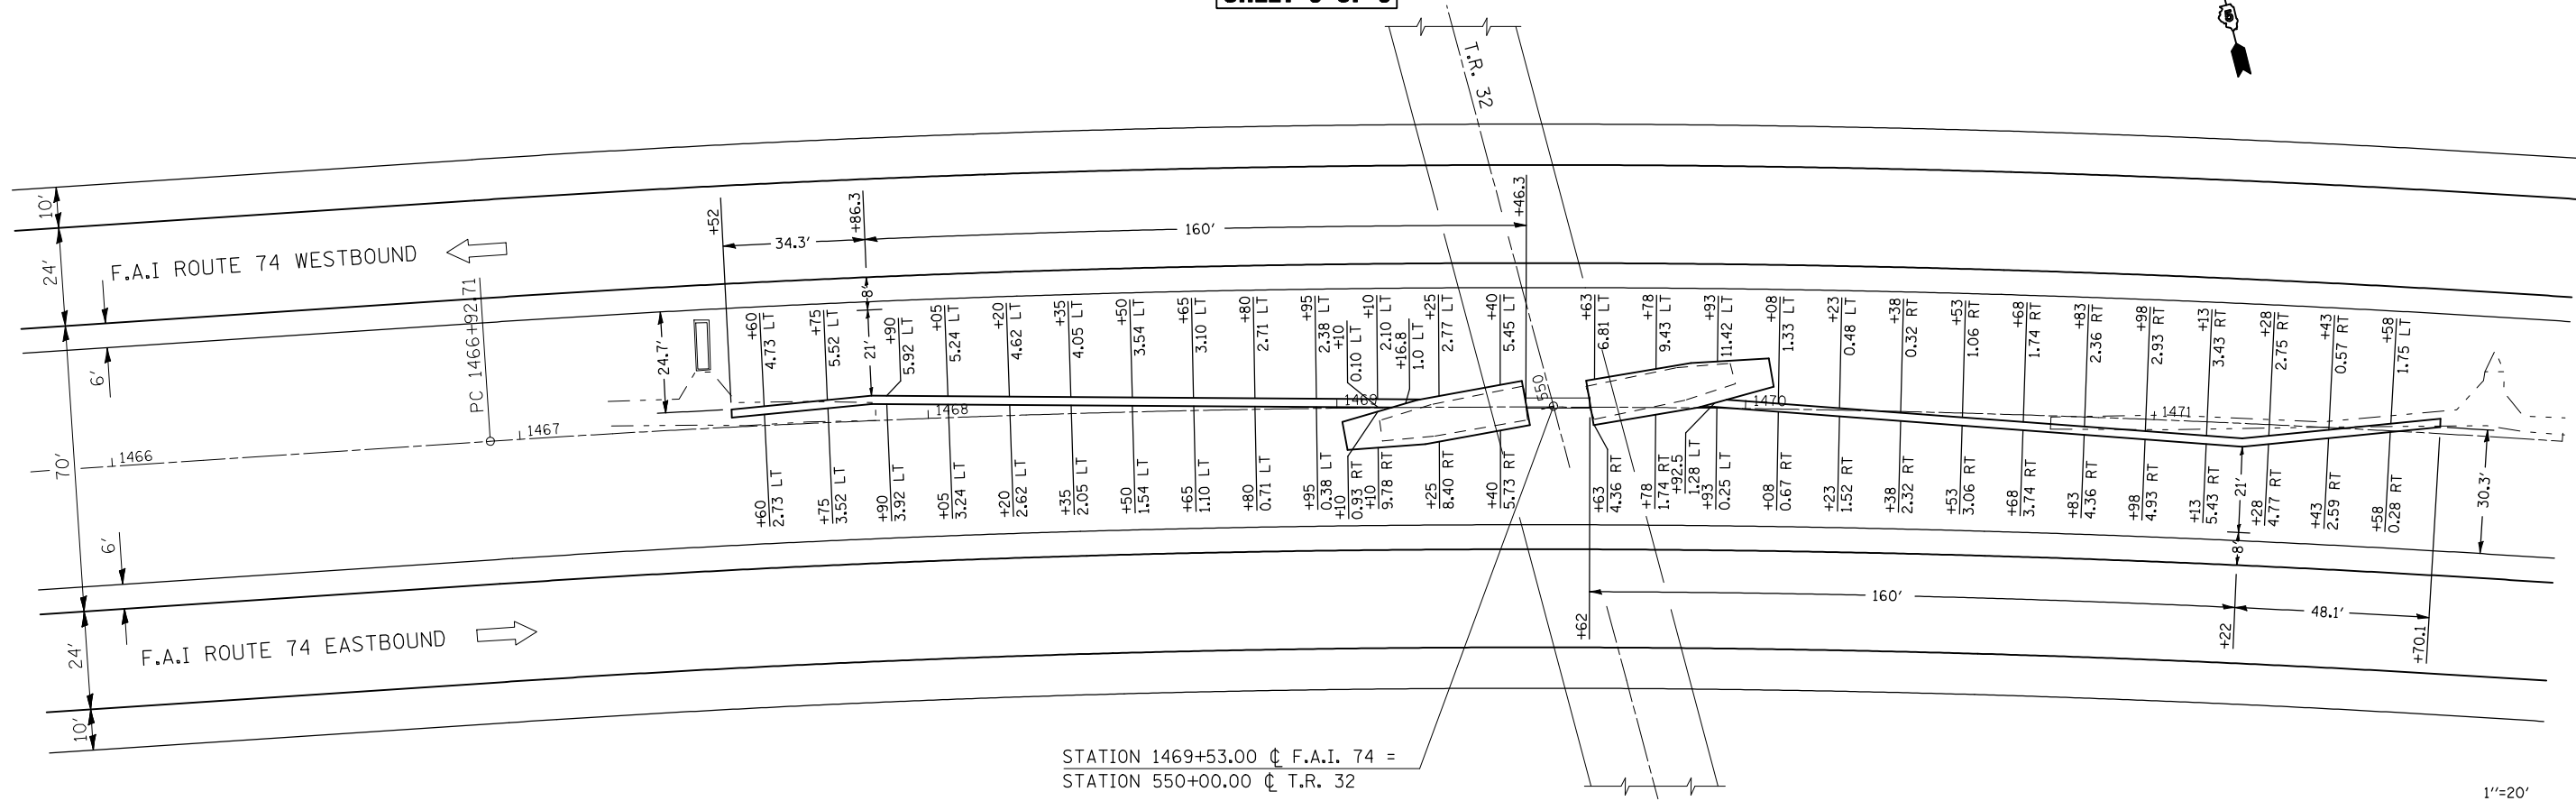 T.R. 32
10'
24'
F.A.I ROUTE 74 WESTBOUND
6'
70'
6'
F.A.I ROUTE 74 EASTBOUND
24'
10'
PC 1466+92.71
1466
1467
1468
1469
1470
1471
550
24.7'
+52
34.3'
+86.3
160'
+46.3
8'
21'
+60
4.73 LT
+75
5.52 LT
+90
5.92 LT
+05
5.24 LT
+20
4.62 LT
+35
4.05 LT
+50
3.54 LT
+65
3.10 LT
+80
2.71 LT
+95
2.38 LT
+10
0.10 LT
+10
2.10 LT
+16.8
1.0 LT
+25
2.77 LT
+40
5.45 LT
+63
6.81 LT
+78
9.43 LT
+93
11.42 LT
+08
1.33 LT
+23
0.48 LT
+38
0.32 RT
+53
1.06 RT
+68
1.74 RT
+83
2.36 RT
+98
2.93 RT
+13
3.43 RT
+28
2.75 RT
+43
0.57 RT
+58
1.75 LT
+60
2.73 LT
+75
3.52 LT
+90
3.92 LT
+05
3.24 LT
+20
2.62 LT
+35
2.05 LT
+50
1.54 LT
+65
1.10 LT
+80
0.71 LT
+95
0.38 LT
+10
0.93 RT
+10
9.78 RT
+25
8.40 RT
+40
5.73 RT
+63
4.36 RT
+78
1.74 RT
+92.5
1.28 LT
+93
0.25 LT
+08
0.67 RT
+23
1.52 RT
+38
2.32 RT
+53
3.06 RT
+68
3.74 RT
+83
4.36 RT
+98
4.93 RT
+13
5.43 RT
+28
4.77 RT
+43
2.59 RT
+58
0.28 RT
21'
8'
30.3'
+62
160'
+22
48.1'
+70.1
STATION 1469+53.00 ℄ F.A.I. 74 =
STATION 550+00.00 ℄ T.R. 32
1"=20'